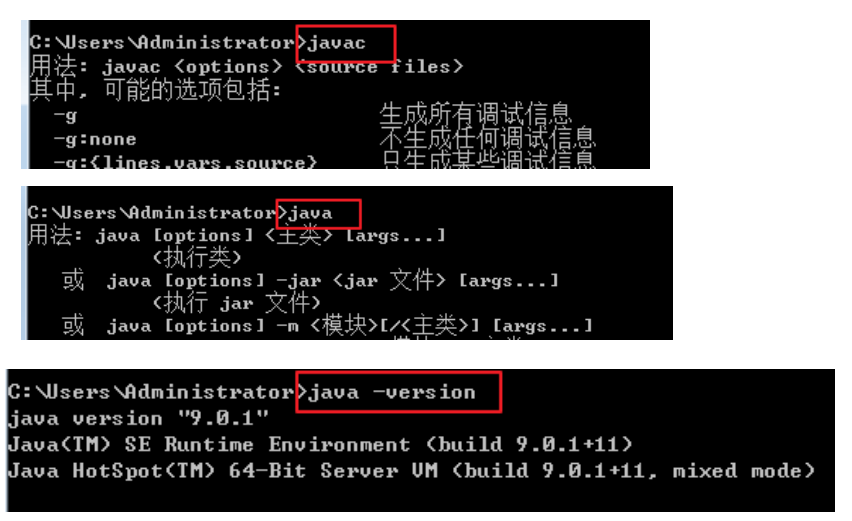 C:\Users\Administrator>javac
用法: javac <options> <source files>
其中, 可能的选项包括:
-g 生成所有调试信息
-g:none 不生成任何调试信息
-g:{lines,vars,source} 只生成某些调试信息
C:\Users\Administrator>java
用法: java [options] <主类> [args...]
(执行类)
或 java [options] -jar <jar 文件> [args...]
(执行 jar 文件)
或 java [options] -m <模块>[/<主类>] [args...]
C:\Users\Administrator>java -version
java version "9.0.1"
Java(TM) SE Runtime Environment (build 9.0.1+11)
Java HotSpot(TM) 64-Bit Server VM (build 9.0.1+11, mixed mode)